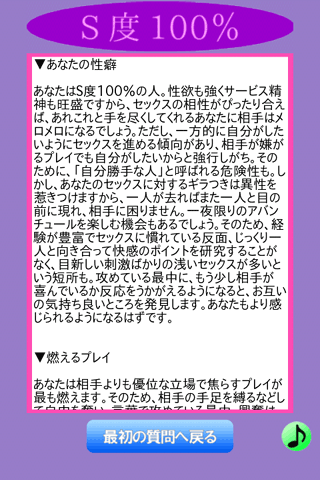 S度100%
▼あなたの性癖
あなたはS度100%の人。性欲も強くサービス精
神も旺盛ですから、セックスの相性がぴったり合え
ば、あれこれと手を尽くしてくれるあなたに相手はメ
ロメロになるでしょう。ただし、一方的に自分がした
いようにセックスを進める傾向があり、相手が嫌が
るプレイでも自分がしたいからと強行しがち。そ
のために、「自分勝手な人」と呼ばれる危険性も。し
かし、あなたのセックスに対するギラつきは異性を
惹きつけますから、一人が去ればまた一人と目の
前に現れ、相手に困りません。一夜限りのアバン
チュールを楽しむ機会もあるでしょう。そのため、経
験が豊富でセックスに慣れている反面、じっくり一
人と向き合って快感のポイントを研究することが
なく、目新しい刺激ばかりの浅いセックスが多いと
いう短所も。攻めている最中に、もう少し相手が
喜んでいるか反応をうかがえるようになると、お互い
の気持ち良いところを発見します。あなたもより感
じられるようになるはずです。
▼燃えるプレイ
あなたは相手よりも優位な立場で焦らすプレイが
最も燃えます。そのため、相手の手足を縛るなどし
て自由を奪い、言葉で攻めている最中、興奮は
最初の質問へ戻る